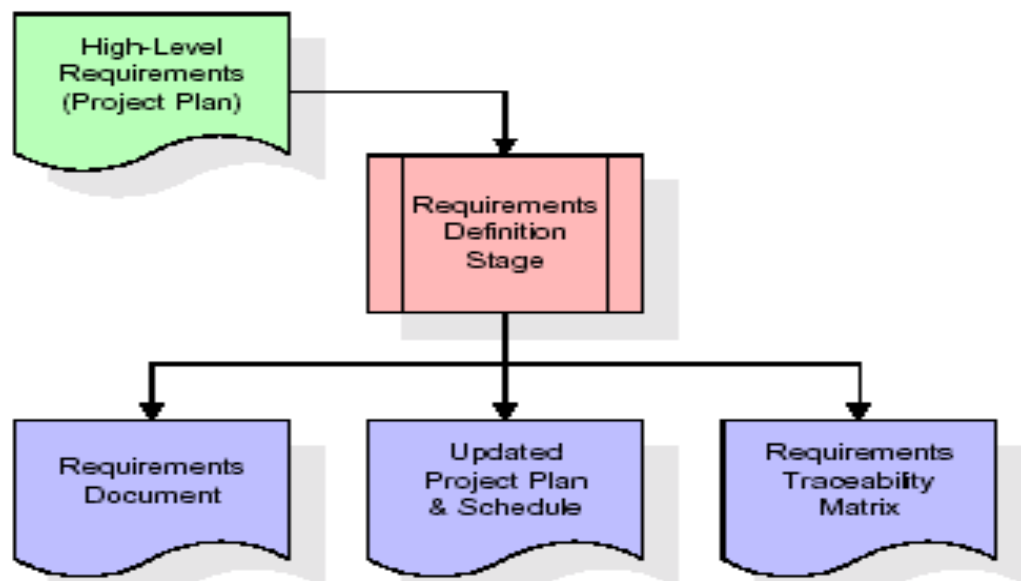 High-Level
Requirements
(Project Plan)
Requirements
Definition
Stage
Requirements
Document
Updated
Project Plan
& Schedule
Requirements
Traceability
Matrix